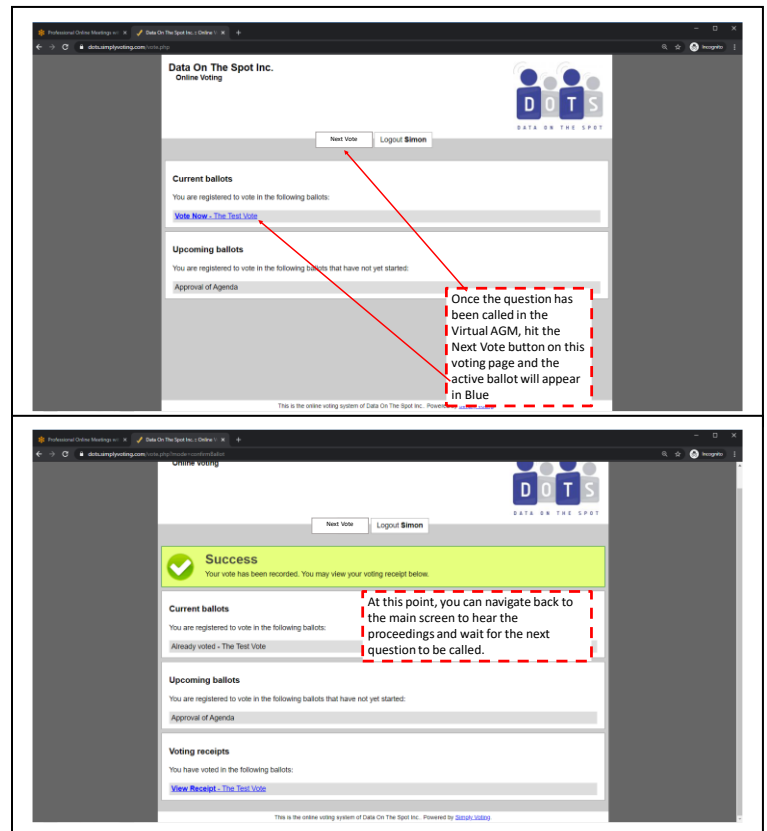 Professional Online Meetings wi
Data On The Spot Inc. :: Online V
dots.simplyvoting.com/vote.php
Incognito
Data On The Spot Inc.
Online Voting
DOTS
DATA ON THE SPOT
Next Vote
Logout Simon
Current ballots
You are registered to vote in the following ballots:
Vote Now - The Test Vote
Upcoming ballots
You are registered to vote in the following ballots that have not yet started:
Approval of Agenda
Once the question has
been called in the
Virtual AGM, hit the
Next Vote button on this
voting page and the
active ballot will appear
in Blue
This is the online voting system of Data On The Spot Inc.. Powered by Simply Voting
Professional Online Meetings wi
Data On The Spot Inc. :: Online V
dots.simplyvoting.com/vote.php?mode=confirmBallot
Incognito
Online Voting
DOTS
DATA ON THE SPOT
Next Vote
Logout Simon
Success
Your vote has been recorded. You may view your voting receipt below.
Current ballots
You are registered to vote in the following ballots:
Already voted - The Test Vote
At this point, you can navigate back to
the main screen to hear the
proceedings and wait for the next
question to be called.
Upcoming ballots
You are registered to vote in the following ballots that have not yet started:
Approval of Agenda
Voting receipts
You have voted in the following ballots:
View Receipt - The Test Vote
This is the online voting system of Data On The Spot Inc.. Powered by Simply Voting